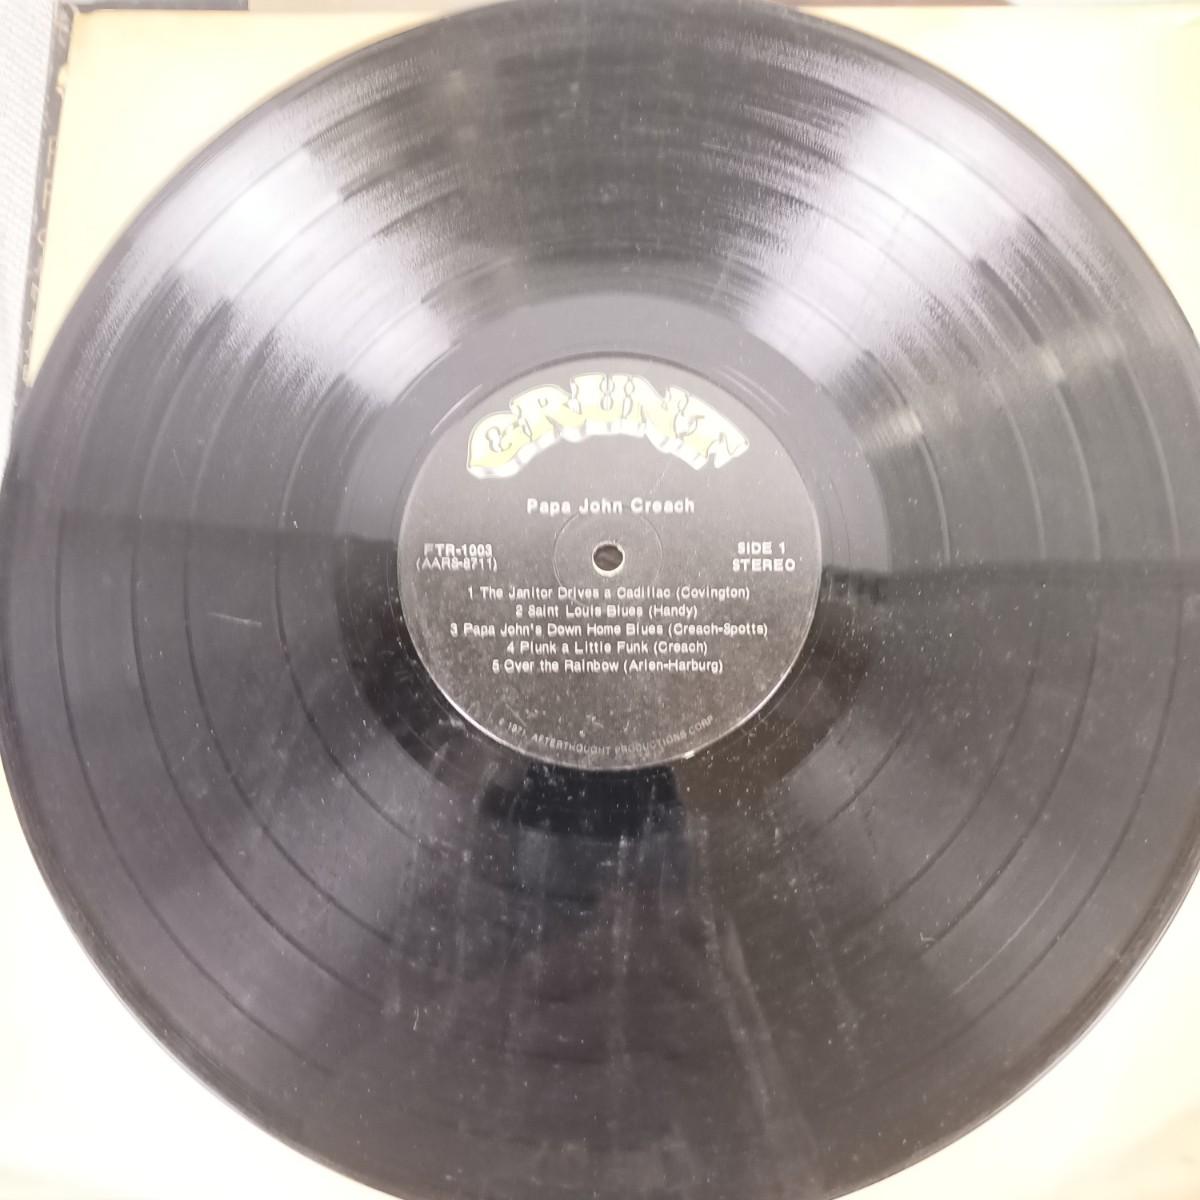 GRUNT
Papa John Creach
FTR-1003
(AARS-8711)
SIDE 1
STEREO
1 The Janitor Drives a Cadillac (Covington)
2 Saint Louis Blues (Handy)
3 Papa John's Down Home Blues (Creach-Spotts)
4 Plunk a Little Funk (Creach)
5 Over the Rainbow (Arlen-Harburg)
1971, AFTERTHOUGHT PRODUCTIONS CORP